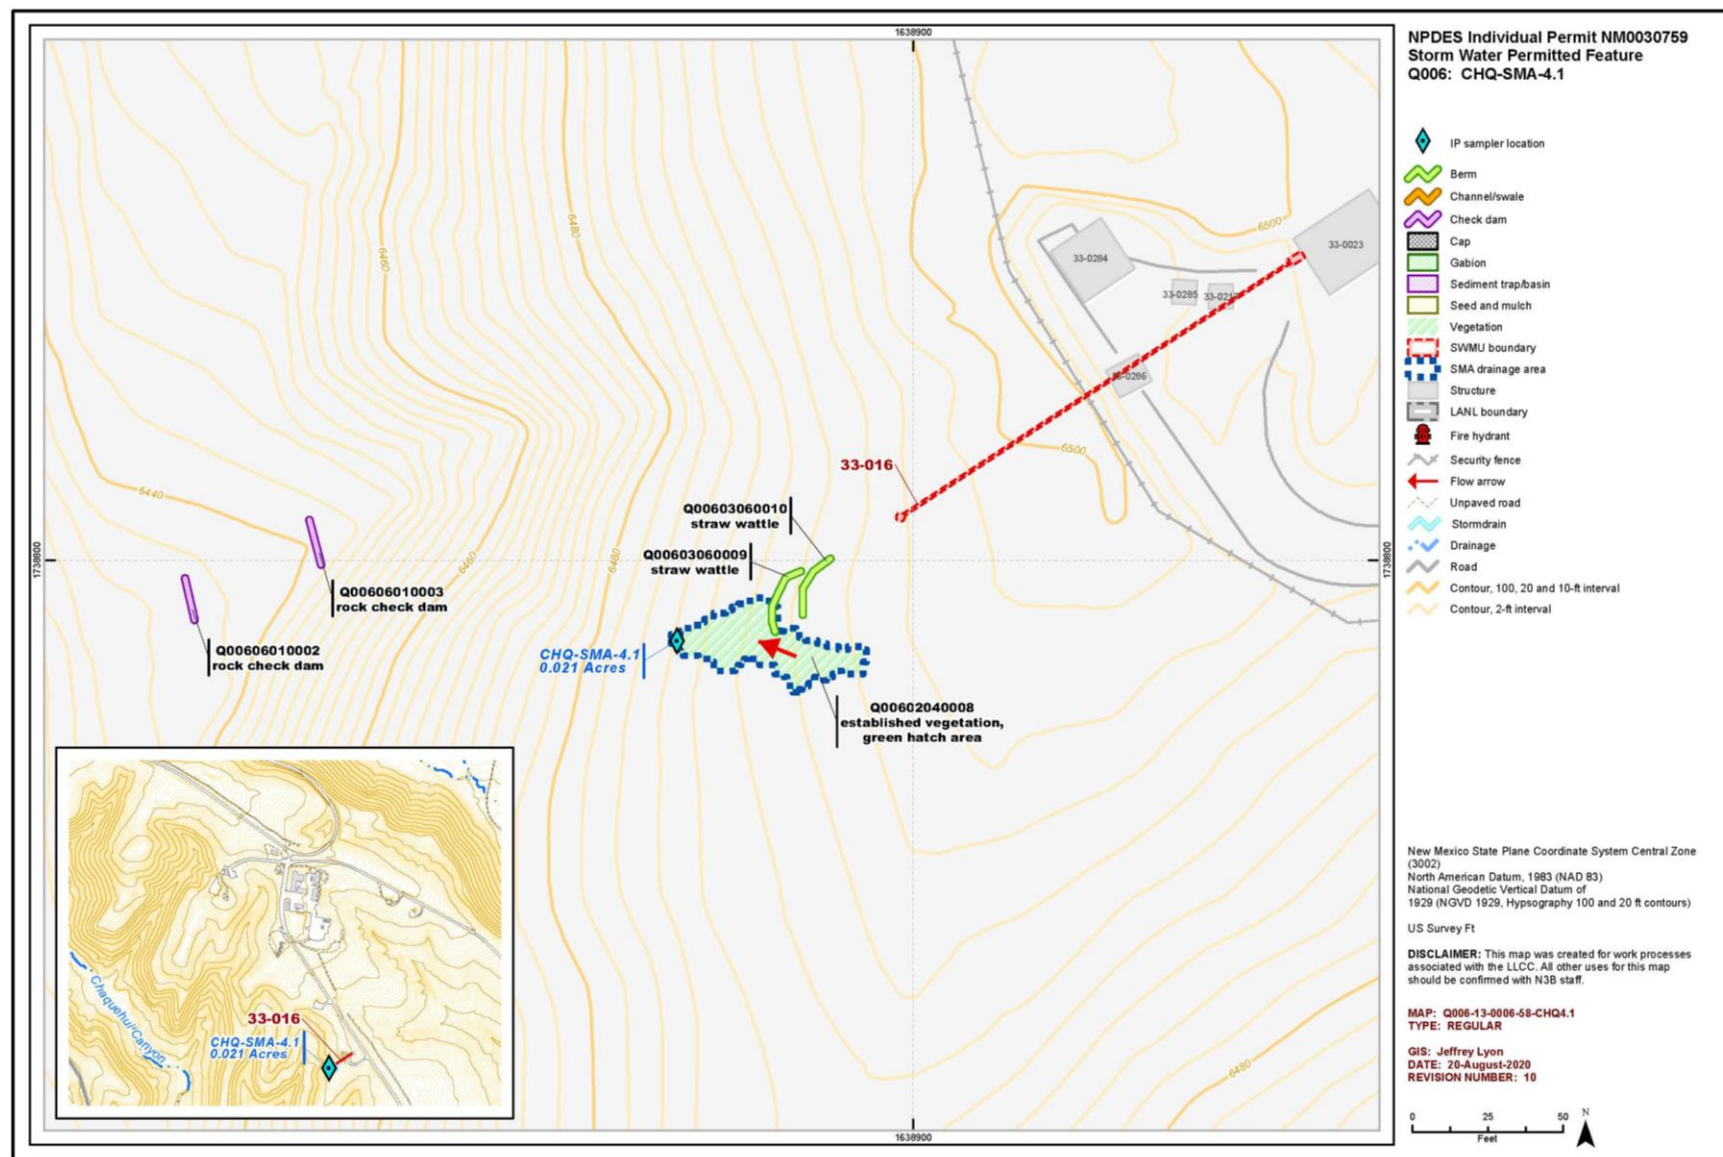 1638900
NPDES Individual Permit NM0030759
Storm Water Permitted Feature
Q006: CHQ-SMA-4.1
IP sampler location
Berm
Channel/swale
Check dam
Cap
Gabion
Sediment trap/basin
Seed and mulch
Vegetation
SWMU boundary
SMA drainage area
Structure
LANL boundary
Fire hydrant
Security fence
Flow arrow
Unpaved road
Stormdrain
Drainage
Road
Contour, 100, 20 and 10-ft interval
Contour, 2-ft interval
6480
6460
6500
33-0023
33-0284
33-0285
33-0286
6500
33-016
6440
Q00603060010
straw wattle
Q00603060009
straw wattle
1738800
1738800
6460
6480
Q00606010003
rock check dam
Q00606010002
rock check dam
CHQ-SMA-4.1
0.021 Acres
Q00602040008
established vegetation,
green hatch area
Chaquehui Canyon
33-016
CHQ-SMA-4.1
0.021 Acres
6480
1638900
New Mexico State Plane Coordinate System Central Zone
(3002)
North American Datum, 1983 (NAD 83)
National Geodetic Vertical Datum of
1929 (NGVD 1929, Hypsography 100 and 20 ft contours)
US Survey Ft
DISCLAIMER: This map was created for work processes
associated with the LLCC. All other uses for this map
should be confirmed with N3B staff.
MAP: Q006-13-0006-58-CHQ4.1
TYPE: REGULAR
GIS: Jeffrey Lyon
DATE: 20-August-2020
REVISION NUMBER: 10
0 25 50
Feet
N